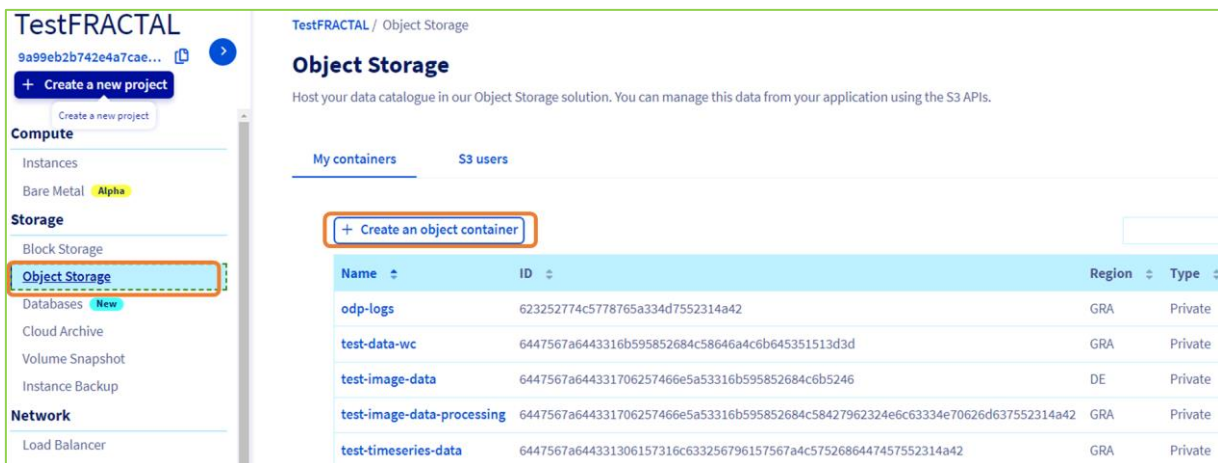 TestFRACTAL
9a99eb2b742e4a7cae...
+ Create a new project
Create a new project
Compute
Instances
Bare Metal Alpha
Storage
Block Storage
Object Storage
Databases New
Cloud Archive
Volume Snapshot
Instance Backup
Network
Load Balancer
TestFRACTAL / Object Storage
Object Storage
Host your data catalogue in our Object Storage solution. You can manage this data from your application using the S3 APIs.
My containers S3 users
+ Create an object container
Name ID Region Type
odp-logs 623252774c5778765a334d7552314a42 GRA Private
test-data-wc 6447567a6443316b595852684c58646a4c6b645351513d3d GRA Private
test-image-data 6447567a644331706257466e5a53316b595852684c6b5246 DE Private
test-image-data-processing 6447567a644331706257466e5a53316b595852684c58427962324e6c63334e70626d637552314a42 GRA Private
test-timeseries-data 6447567a644331306157316c633256796157567a4c5752686447457552314a42 GRA Private